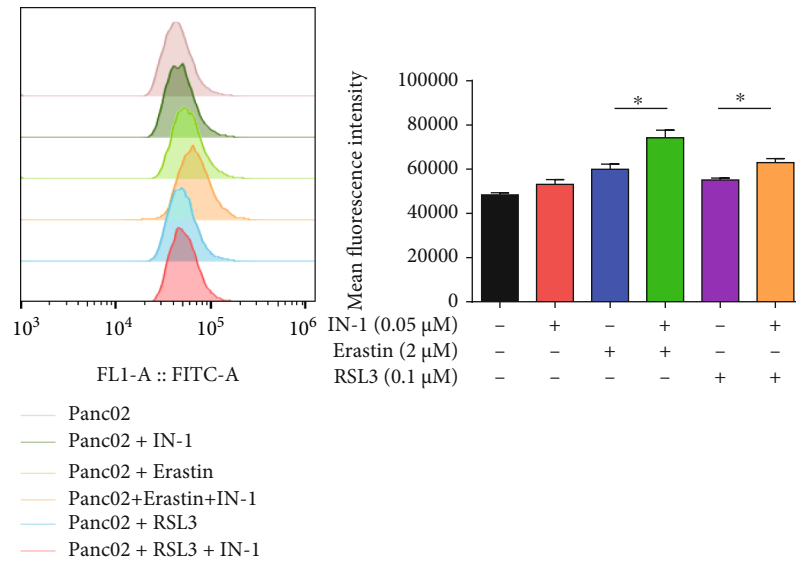 10³ 10⁴ 10⁵ 10⁶
FL1-A :: FITC-A
Panc02
Panc02 + IN-1
Panc02 + Erastin
Panc02+Erastin+IN-1
Panc02 + RSL3
Panc02 + RSL3 + IN-1
Mean fluorescence intensity
100000
80000
60000
40000
20000
0
* *
IN-1 (0.05 μM) – + – + – +
Erastin (2 μM) – – + + – –
RSL3 (0.1 μM) – – – – + +